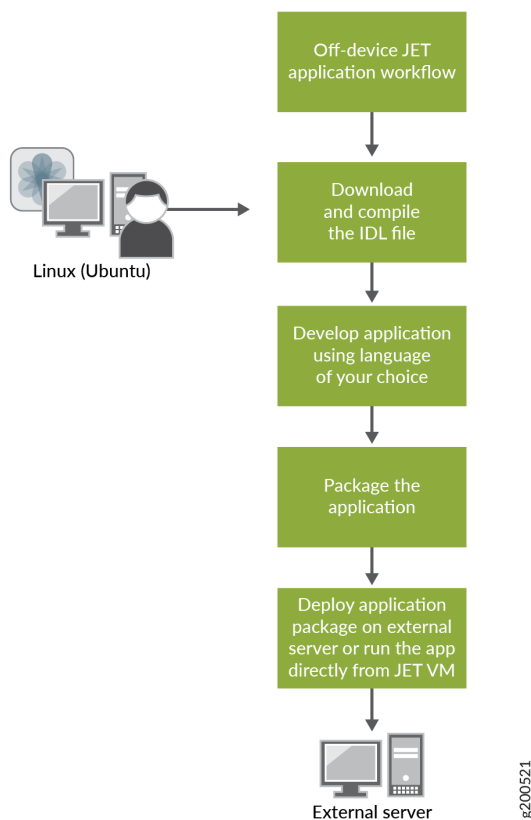 Off-device JET
application workflow
Download
and compile
the IDL file
Linux (Ubuntu)
Develop application
using language
of your choice
Package the
application
Deploy application
package on external
server or run the app
directly from JET VM
External server
g200521